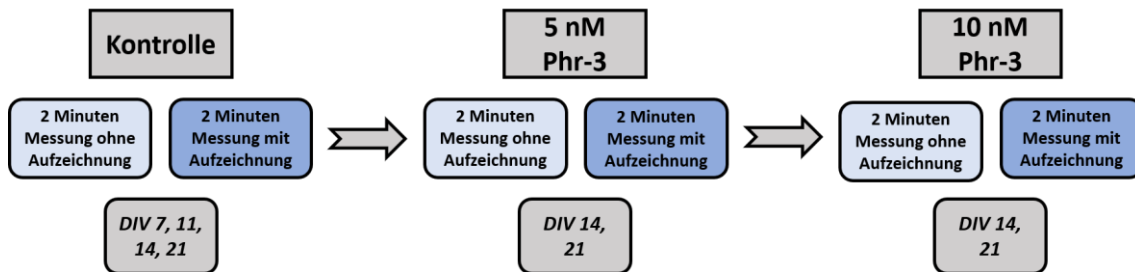 Kontrolle
5 nM
Phr-3
10 nM
Phr-3
2 Minuten
Messung ohne
Aufzeichnung
2 Minuten
Messung mit
Aufzeichnung
2 Minuten
Messung ohne
Aufzeichnung
2 Minuten
Messung mit
Aufzeichnung
2 Minuten
Messung ohne
Aufzeichnung
2 Minuten
Messung mit
Aufzeichnung
DIV 7, 11,
14, 21
DIV 14,
21
DIV 14,
21